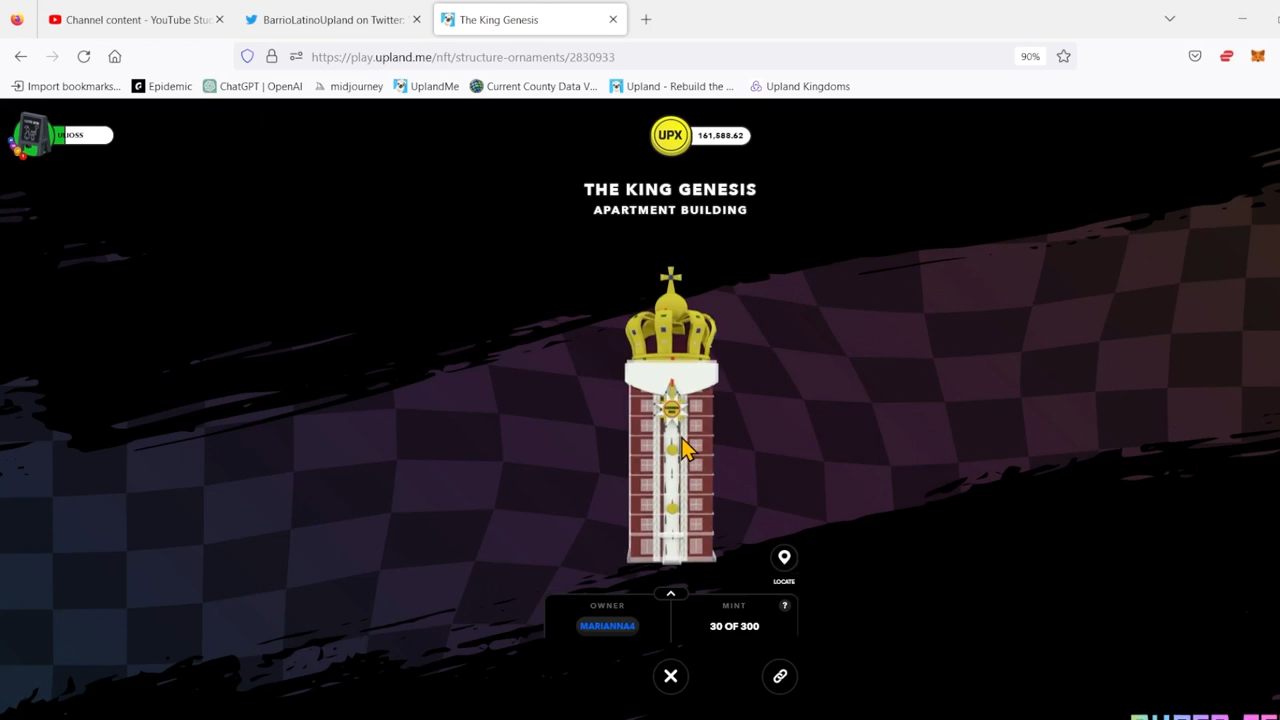 Channel content - YouTube Stu
BarrioLatinoUpland on Twitter:
The King Genesis
https://play.upland.me/nft/structure-ornaments/2830933
90%
Import bookmarks...
Epidemic
ChatGPT | OpenAI
midjourney
UplandMe
Current County Data V...
Upland - Rebuild the ...
Upland Kingdoms
UPX
161,588.62
THE KING GENESIS
APARTMENT BUILDING
LOCATE
OWNER
MINT
?
MARIANNA4
30 OF 300